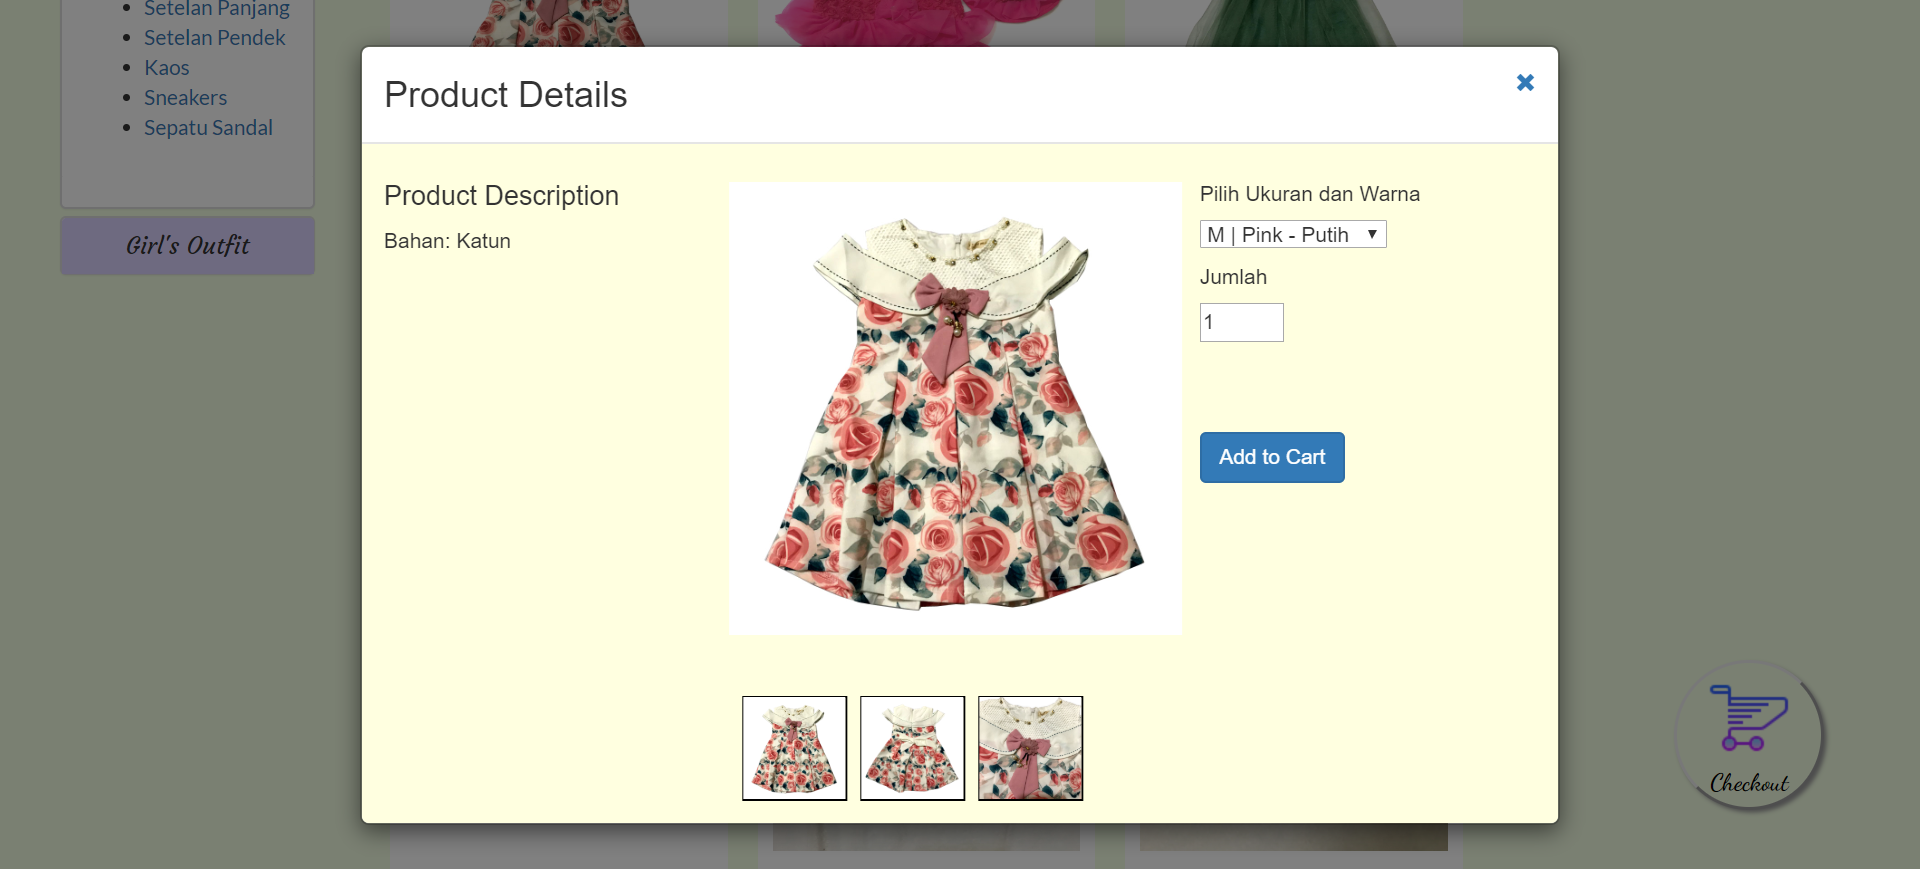 Setelan Panjang
Setelan Pendek
Kaos
Sneakers
Sepatu Sandal
Girl's Outfit
Product Details
Product Description
Bahan: Katun
Pilih Ukuran dan Warna
M | Pink - Putih
Jumlah
1
Add to Cart
Checkout